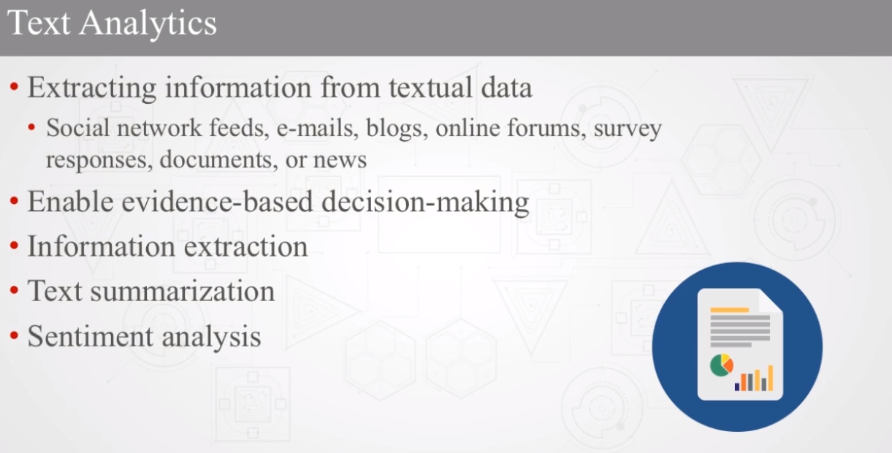 Text Analytics
• Extracting information from textual data
• Social network feeds, e-mails, blogs, online forums, survey
responses, documents, or news
• Enable evidence-based decision-making
• Information extraction
• Text summarization
• Sentiment analysis